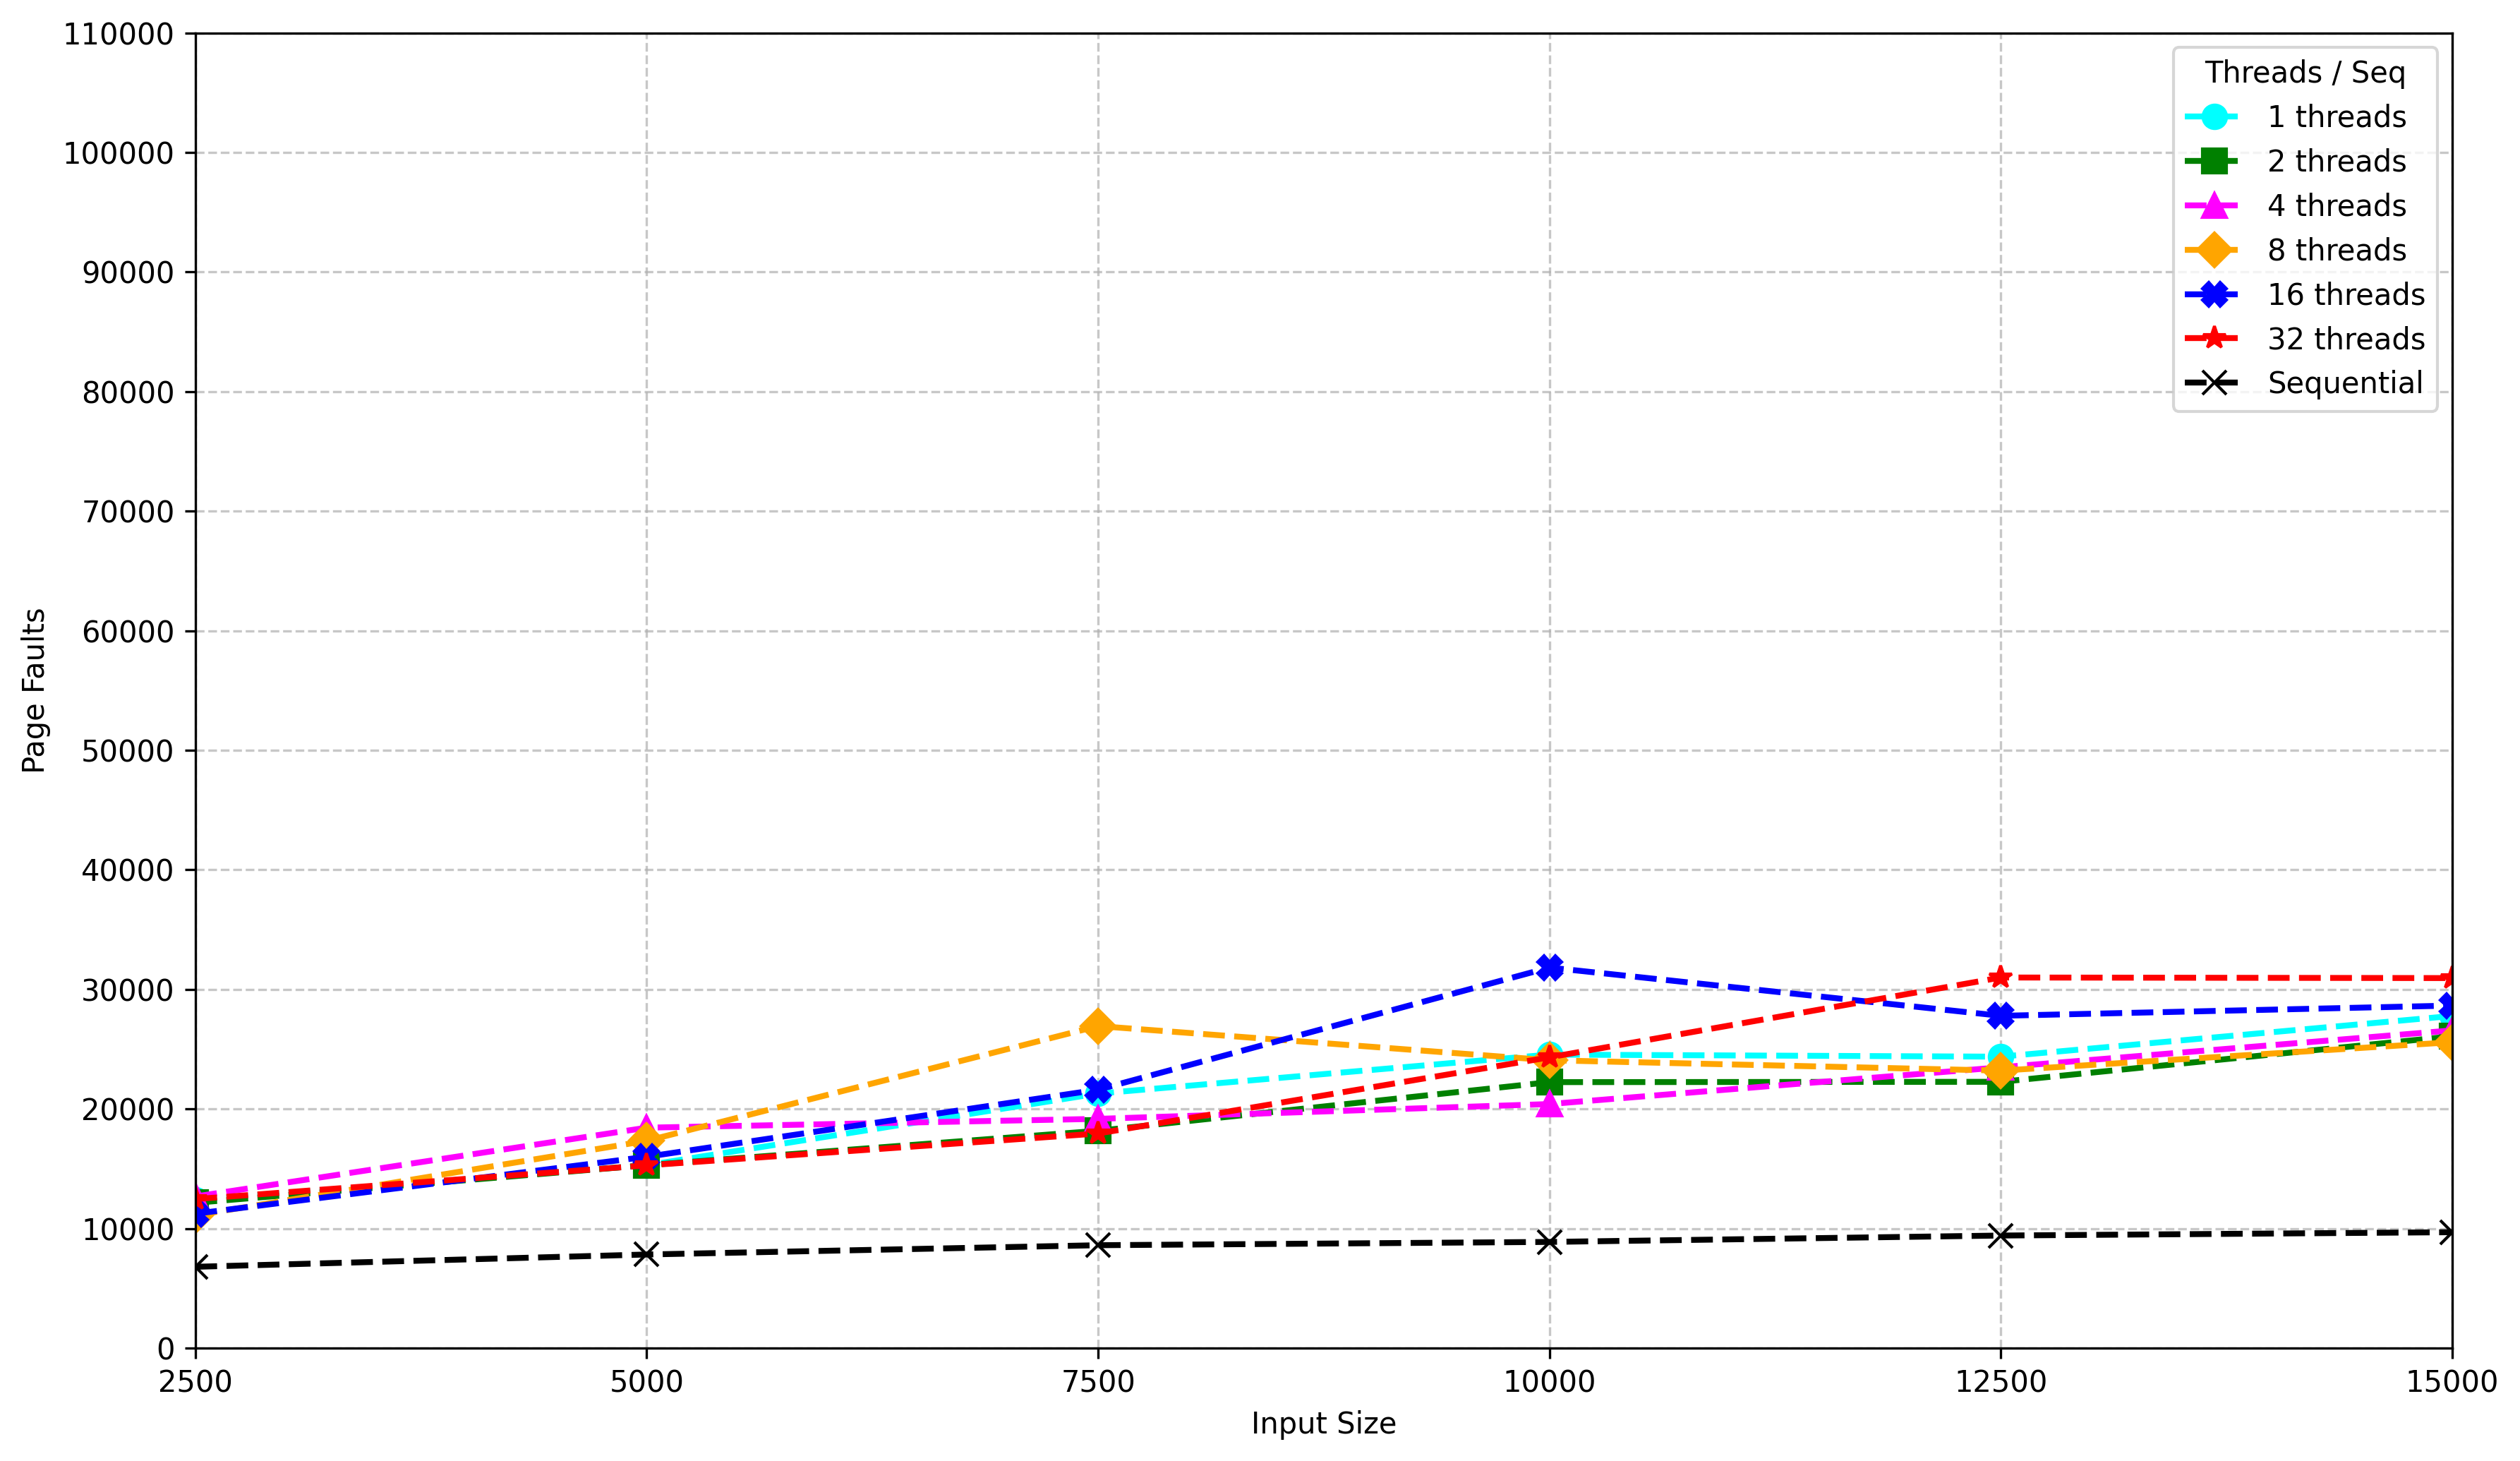 110000
100000
90000
80000
70000
60000
50000
40000
30000
20000
10000
0
Page Faults
2500
5000
7500
10000
12500
15000
Input Size
Threads / Seq
1 threads
2 threads
4 threads
8 threads
16 threads
32 threads
Sequential